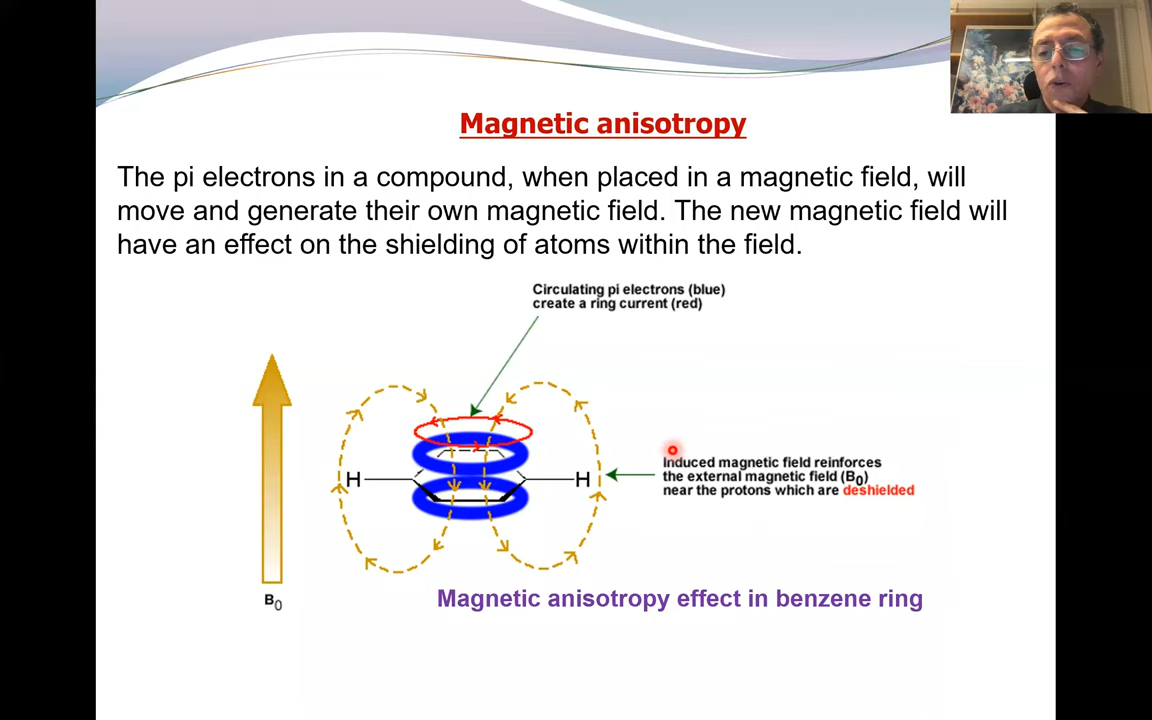 Magnetic anisotropy
The pi electrons in a compound, when placed in a magnetic field, will
move and generate their own magnetic field. The new magnetic field will
have an effect on the shielding of atoms within the field.
Circulating pi electrons (blue)
create a ring current (red)
H
H
Induced magnetic field reinforces
the external magnetic field (B₀)
near the protons which are deshielded
B₀
Magnetic anisotropy effect in benzene ring